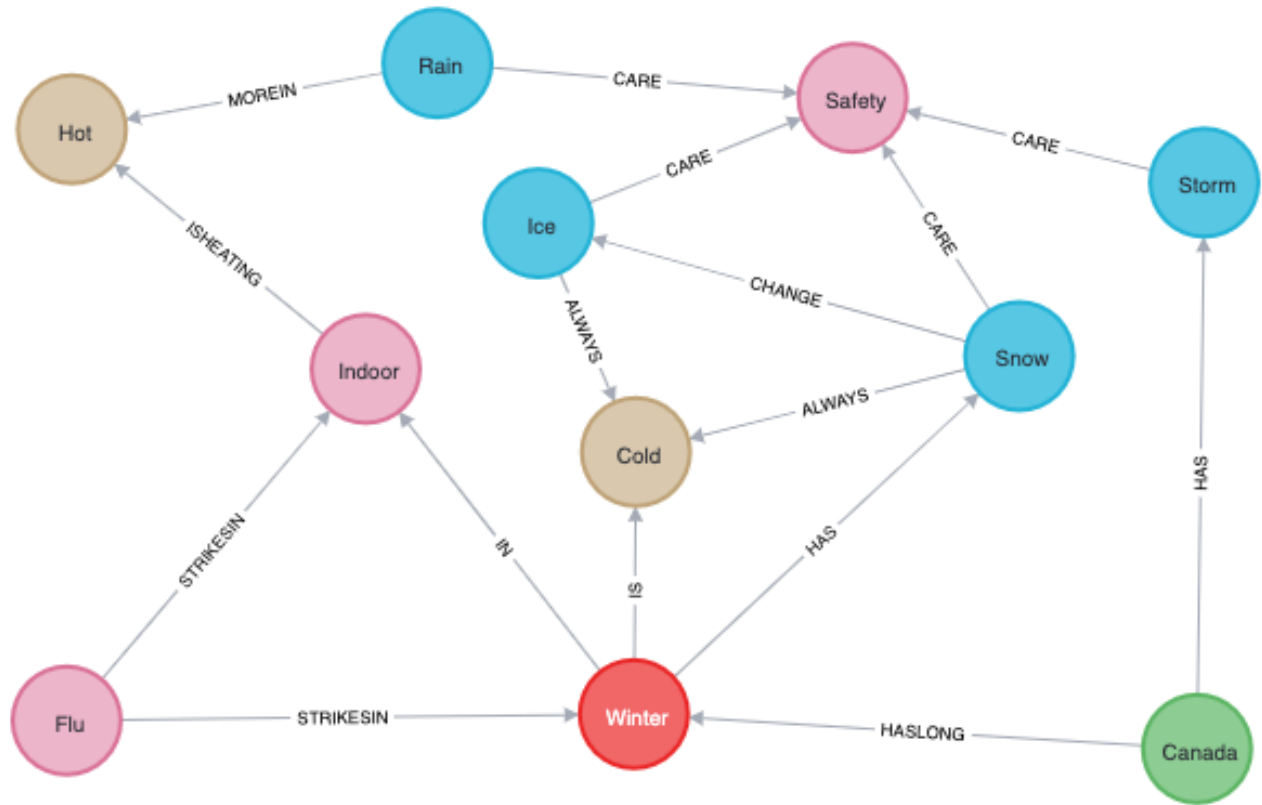 Rain
CARE
Safety
MOREIN
Hot
CARE
CARE
Storm
Ice
CARE
ISHEATING
CHANGE
ALWAYS
Snow
Indoor
ALWAYS
Cold
HAS
STRIKESIN
IN
HAS
IS
Flu
STRIKESIN
Winter
HASLONG
Canada